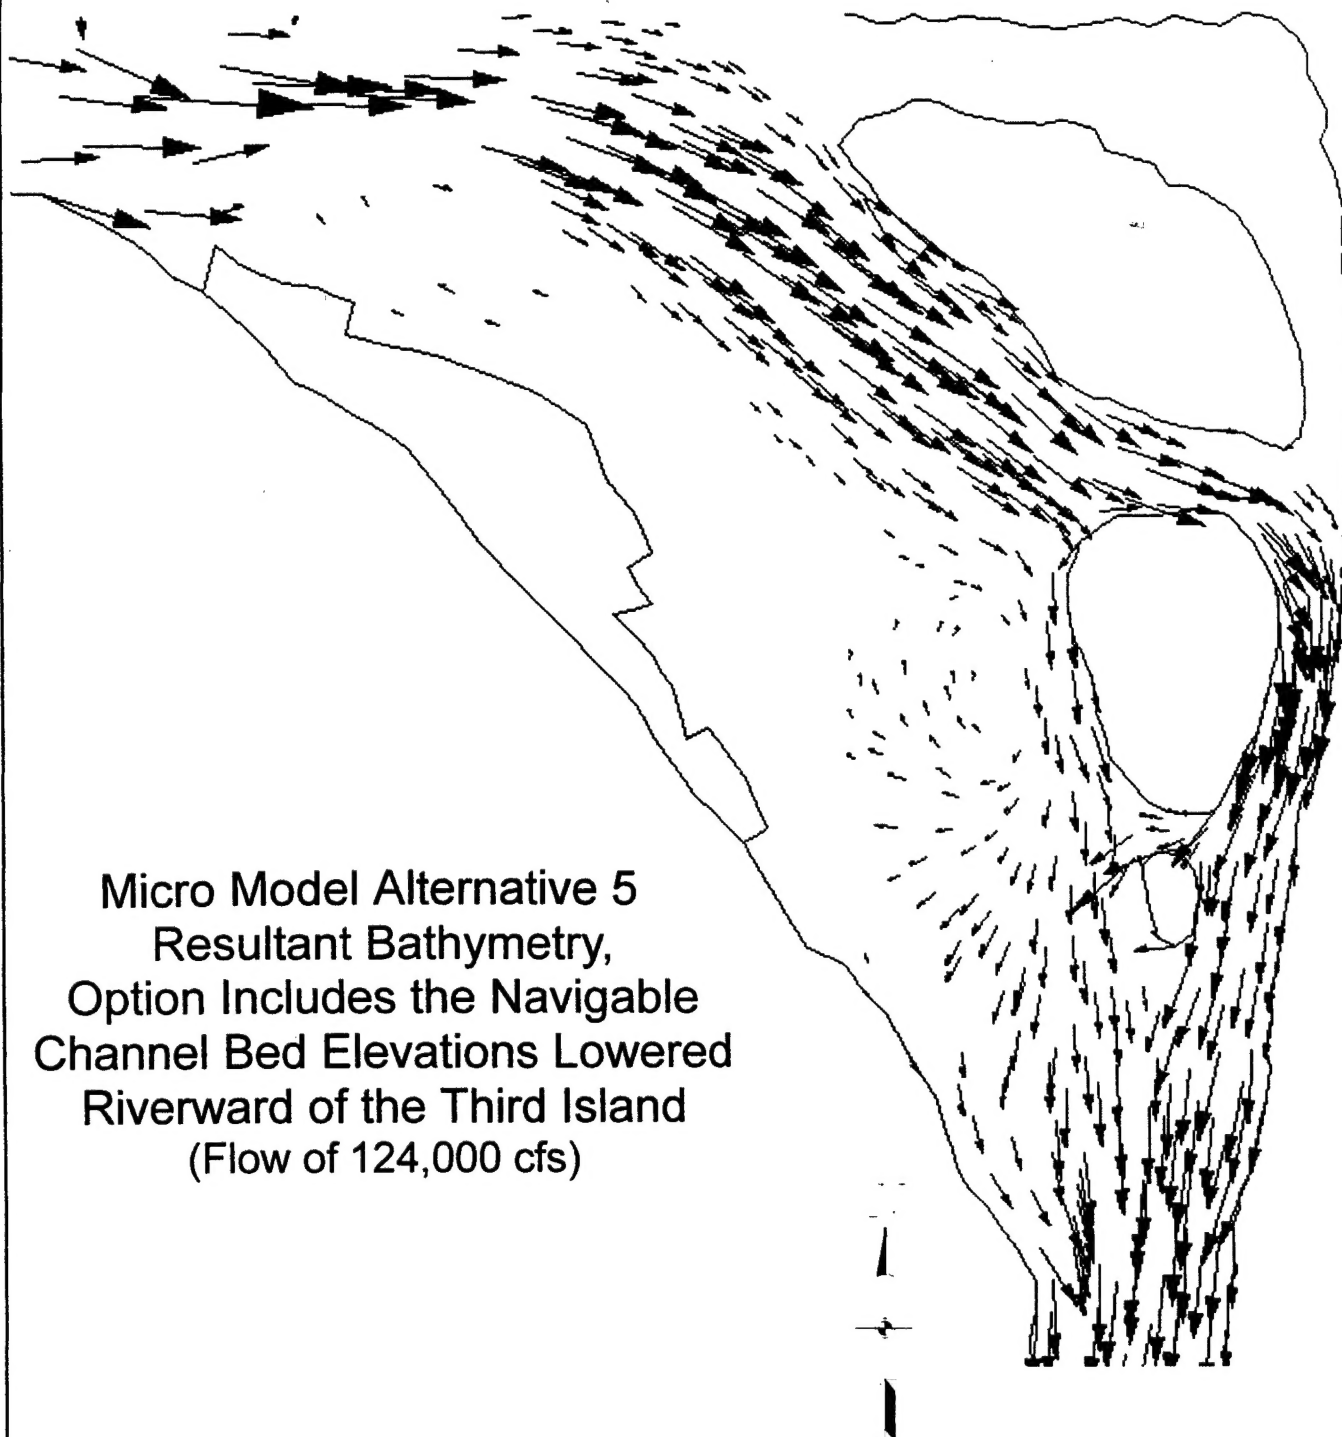 Micro Model Alternative 5
Resultant Bathymetry,
Option Includes the Navigable
Channel Bed Elevations Lowered
Riverward of the Third Island
(Flow of 124,000 cfs)